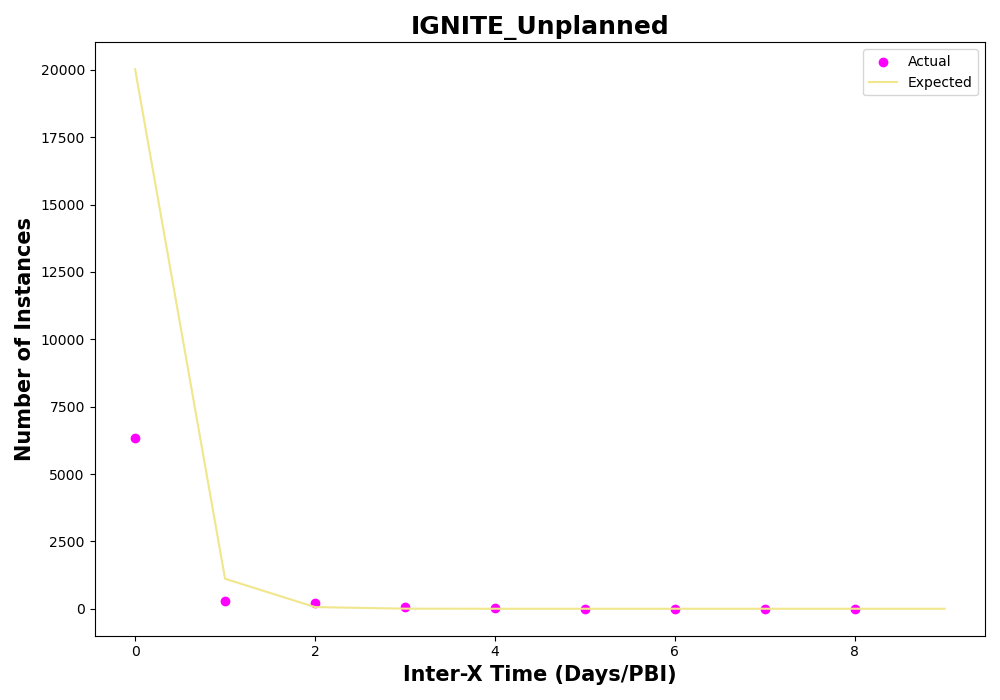 IGNITE_Unplanned
Actual
Expected
Number of Instances
20000
17500
15000
12500
10000
7500
5000
2500
0
0 2 4 6 8
Inter-X Time (Days/PBI)